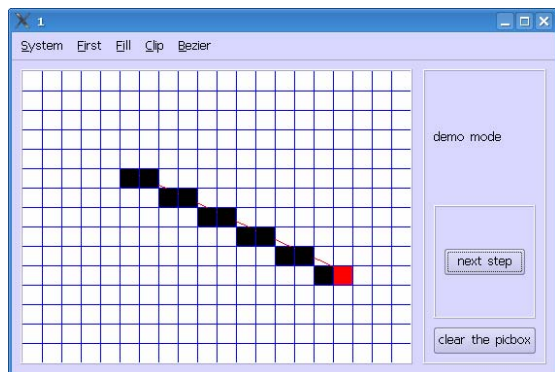 1
System First Fill Clip Bezier
demo mode
next step
clear the picbox